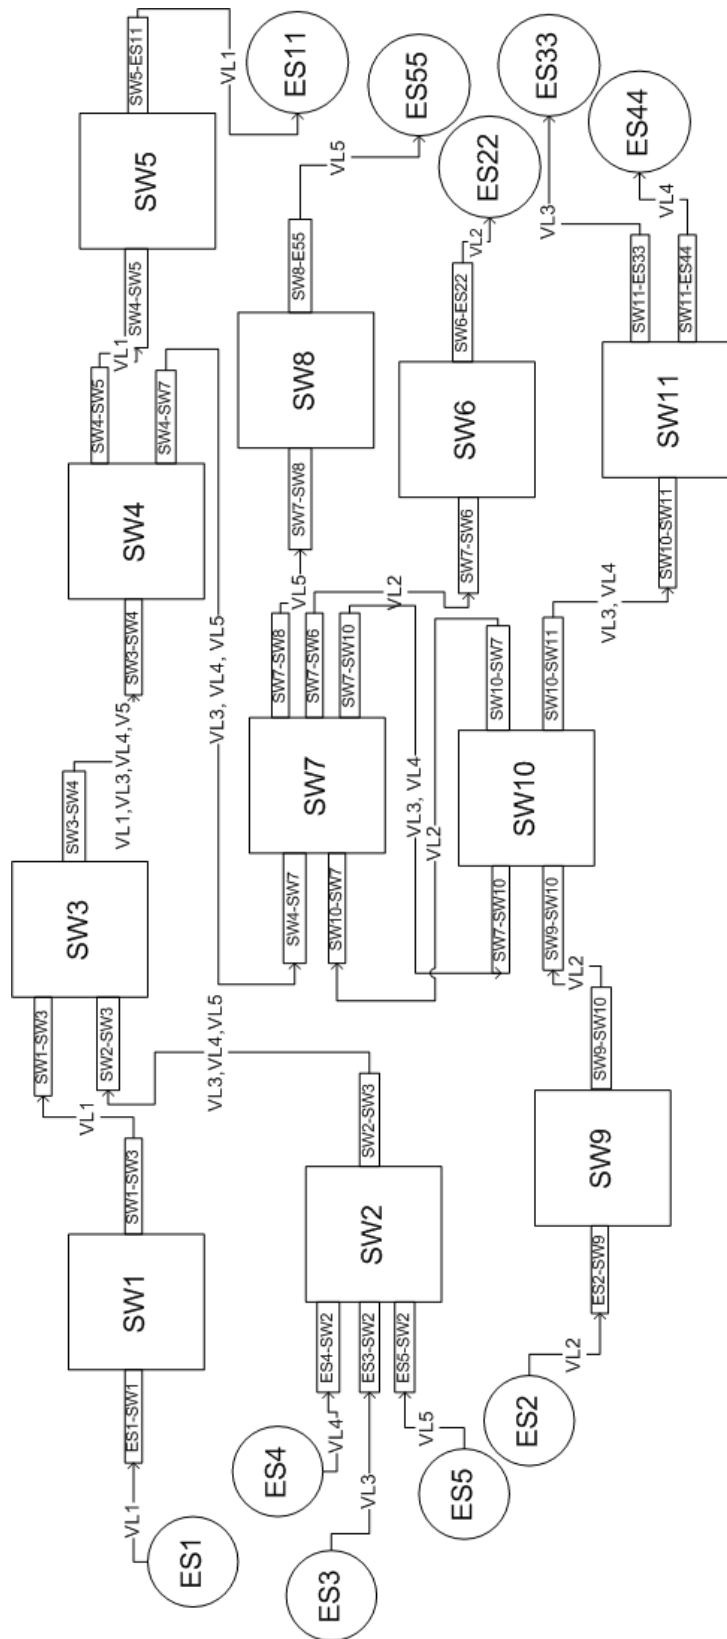 ES1
VL1
ES1-SW1
SW1
SW1-SW3
VL1
SW1-SW3
SW2-SW3
SW3
SW3-SW4
VL1,VL3,VL4,V5
SW3-SW4
SW4
SW4-SW5
SW4-SW7
VL1
SW4-SW5
SW5
SW5-ES11
VL1
ES11
ES4
VL4
ES4-SW2
ES3
VL3
ES3-SW2
ES5
VL5
ES5-SW2
SW2
SW2-SW3
VL3,VL4,VL5
VL3, VL4, VL5
SW4-SW7
SW10-SW7
SW7
SW7-SW8
SW7-SW6
SW7-SW10
VL5
SW7-SW8
SW8
SW8-E55
VL5
ES55
VL2
SW7-SW6
SW6
SW6-ES22
VL2
ES22
VL3, VL4
VL2
ES2
VL2
ES2-SW9
SW9
SW9-SW10
VL2
SW7-SW10
SW9-SW10
SW10
SW10-SW7
SW10-SW11
VL3, VL4
SW10-SW11
SW11
SW11-ES33
SW11-ES44
VL3
ES33
VL4
ES44